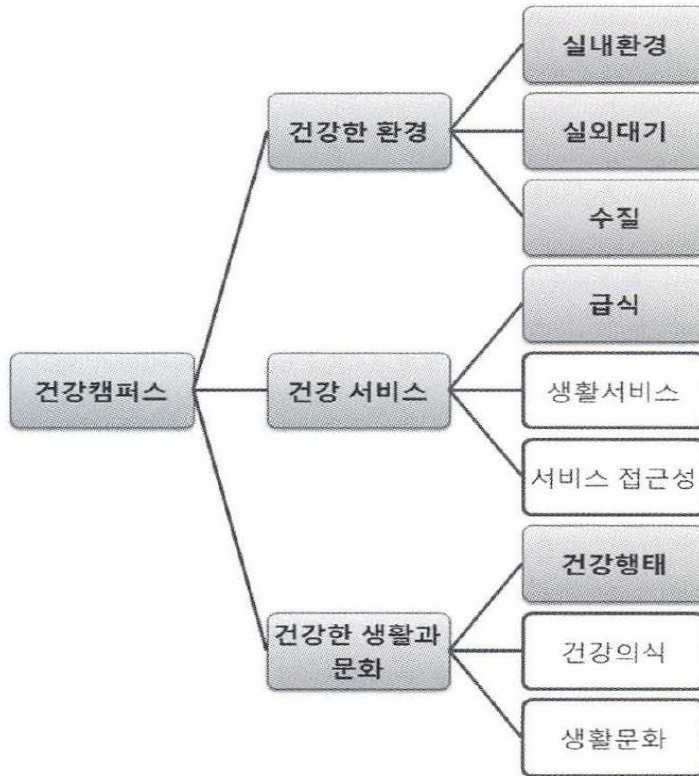 실내환경
건강한 환경
실외대기
수질
급식
건강캠퍼스
건강 서비스
생활서비스
서비스 접근성
건강행태
건강한 생활과
문화
건강의식
생활문화